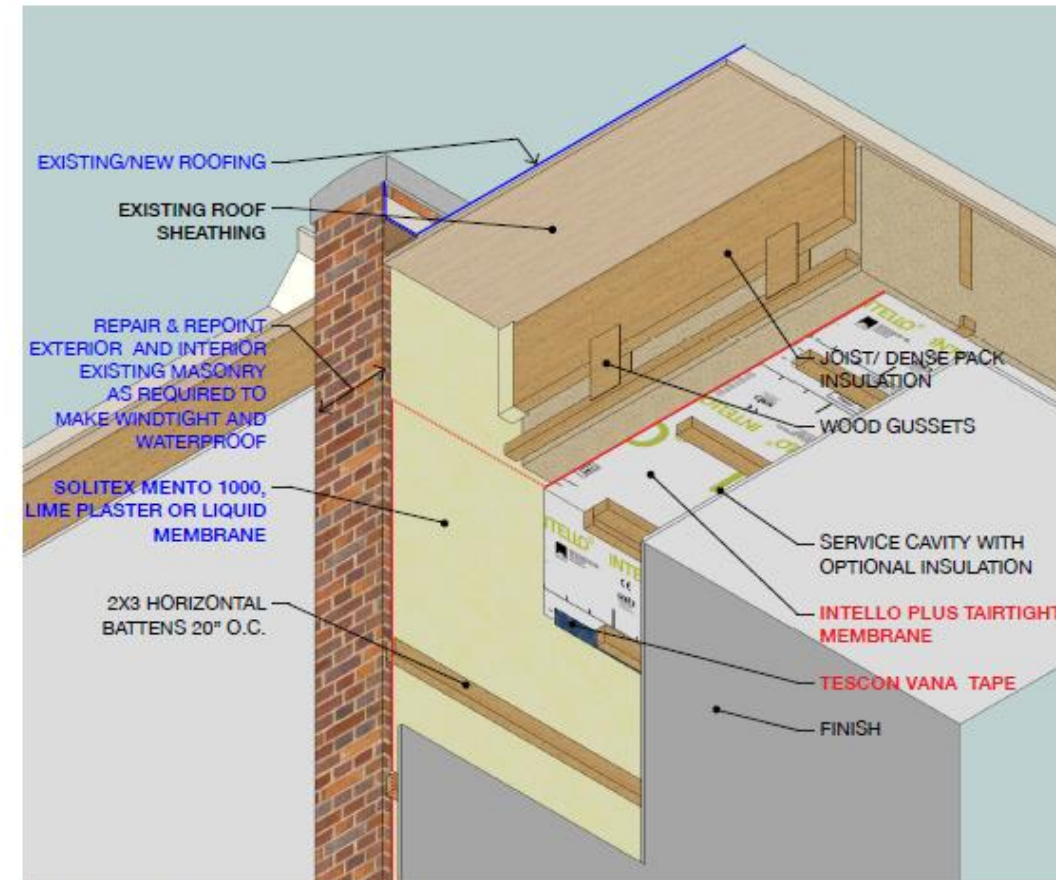 EXISTING/NEW ROOFING
EXISTING ROOF
SHEATHING
REPAIR & REPOINT
EXTERIOR AND INTERIOR
EXISTING MASONRY
AS REQUIRED TO
MAKE WINDTIGHT AND
WATERPROOF
SOLITEX MENTO 1000,
LIME PLASTER OR LIQUID
MEMBRANE
2X3 HORIZONTAL
BATTENS 20" O.C.
JOIST/ DENSE PACK
INSULATION
WOOD GUSSETS
SERVICE CAVITY WITH
OPTIONAL INSULATION
INTELLO PLUS TAIRTIGHT
MEMBRANE
TESCON VANA TAPE
FINISH